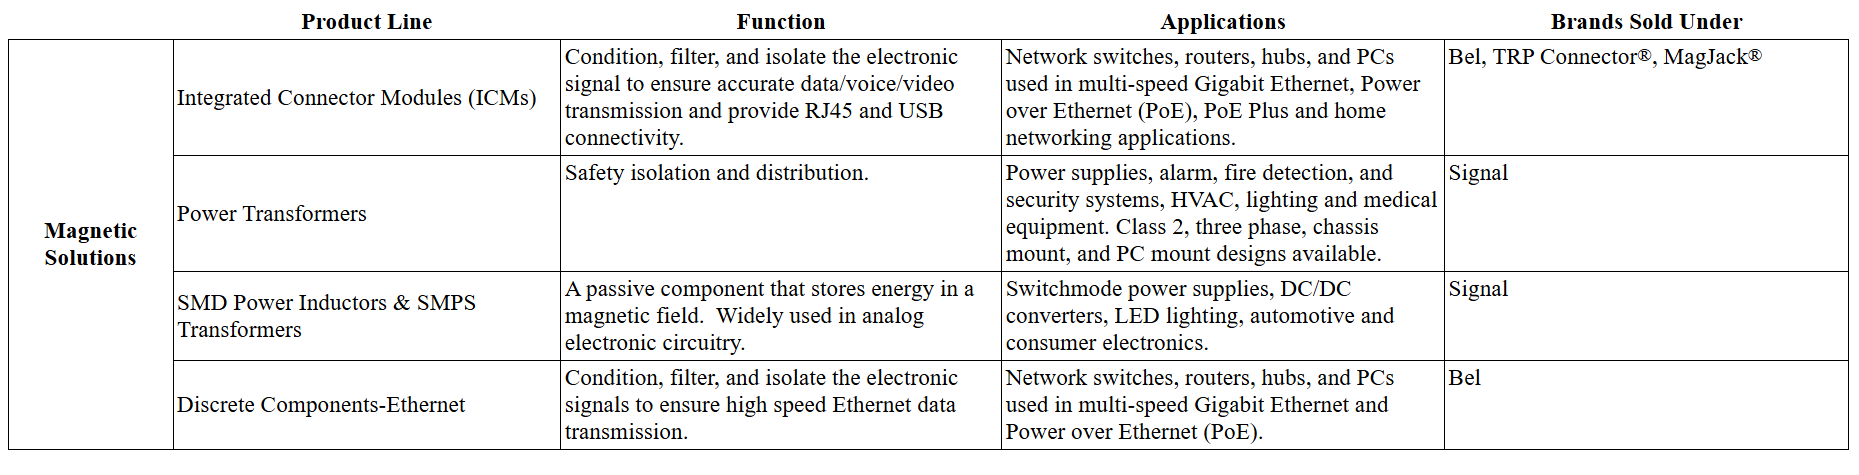 Product Line
Function
Applications
Brands Sold Under
Magnetic
Solutions
Integrated Connector Modules (ICMs)
Condition, filter, and isolate the electronic
signal to ensure accurate data/voice/video
transmission and provide RJ45 and USB
connectivity.
Network switches, routers, hubs, and PCs
used in multi-speed Gigabit Ethernet, Power
over Ethernet (PoE), PoE Plus and home
networking applications.
Bel, TRP Connector®, MagJack®
Power Transformers
Safety isolation and distribution.
Power supplies, alarm, fire detection, and
security systems, HVAC, lighting and medical
equipment. Class 2, three phase, chassis
mount, and PC mount designs available.
Signal
SMD Power Inductors & SMPS
Transformers
A passive component that stores energy in a
magnetic field.  Widely used in analog
electronic circuitry.
Switchmode power supplies, DC/DC
converters, LED lighting, automotive and
consumer electronics.
Signal
Discrete Components-Ethernet
Condition, filter, and isolate the electronic
signals to ensure high speed Ethernet data
transmission.
Network switches, routers, hubs, and PCs
used in multi-speed Gigabit Ethernet and
Power over Ethernet (PoE).
Bel